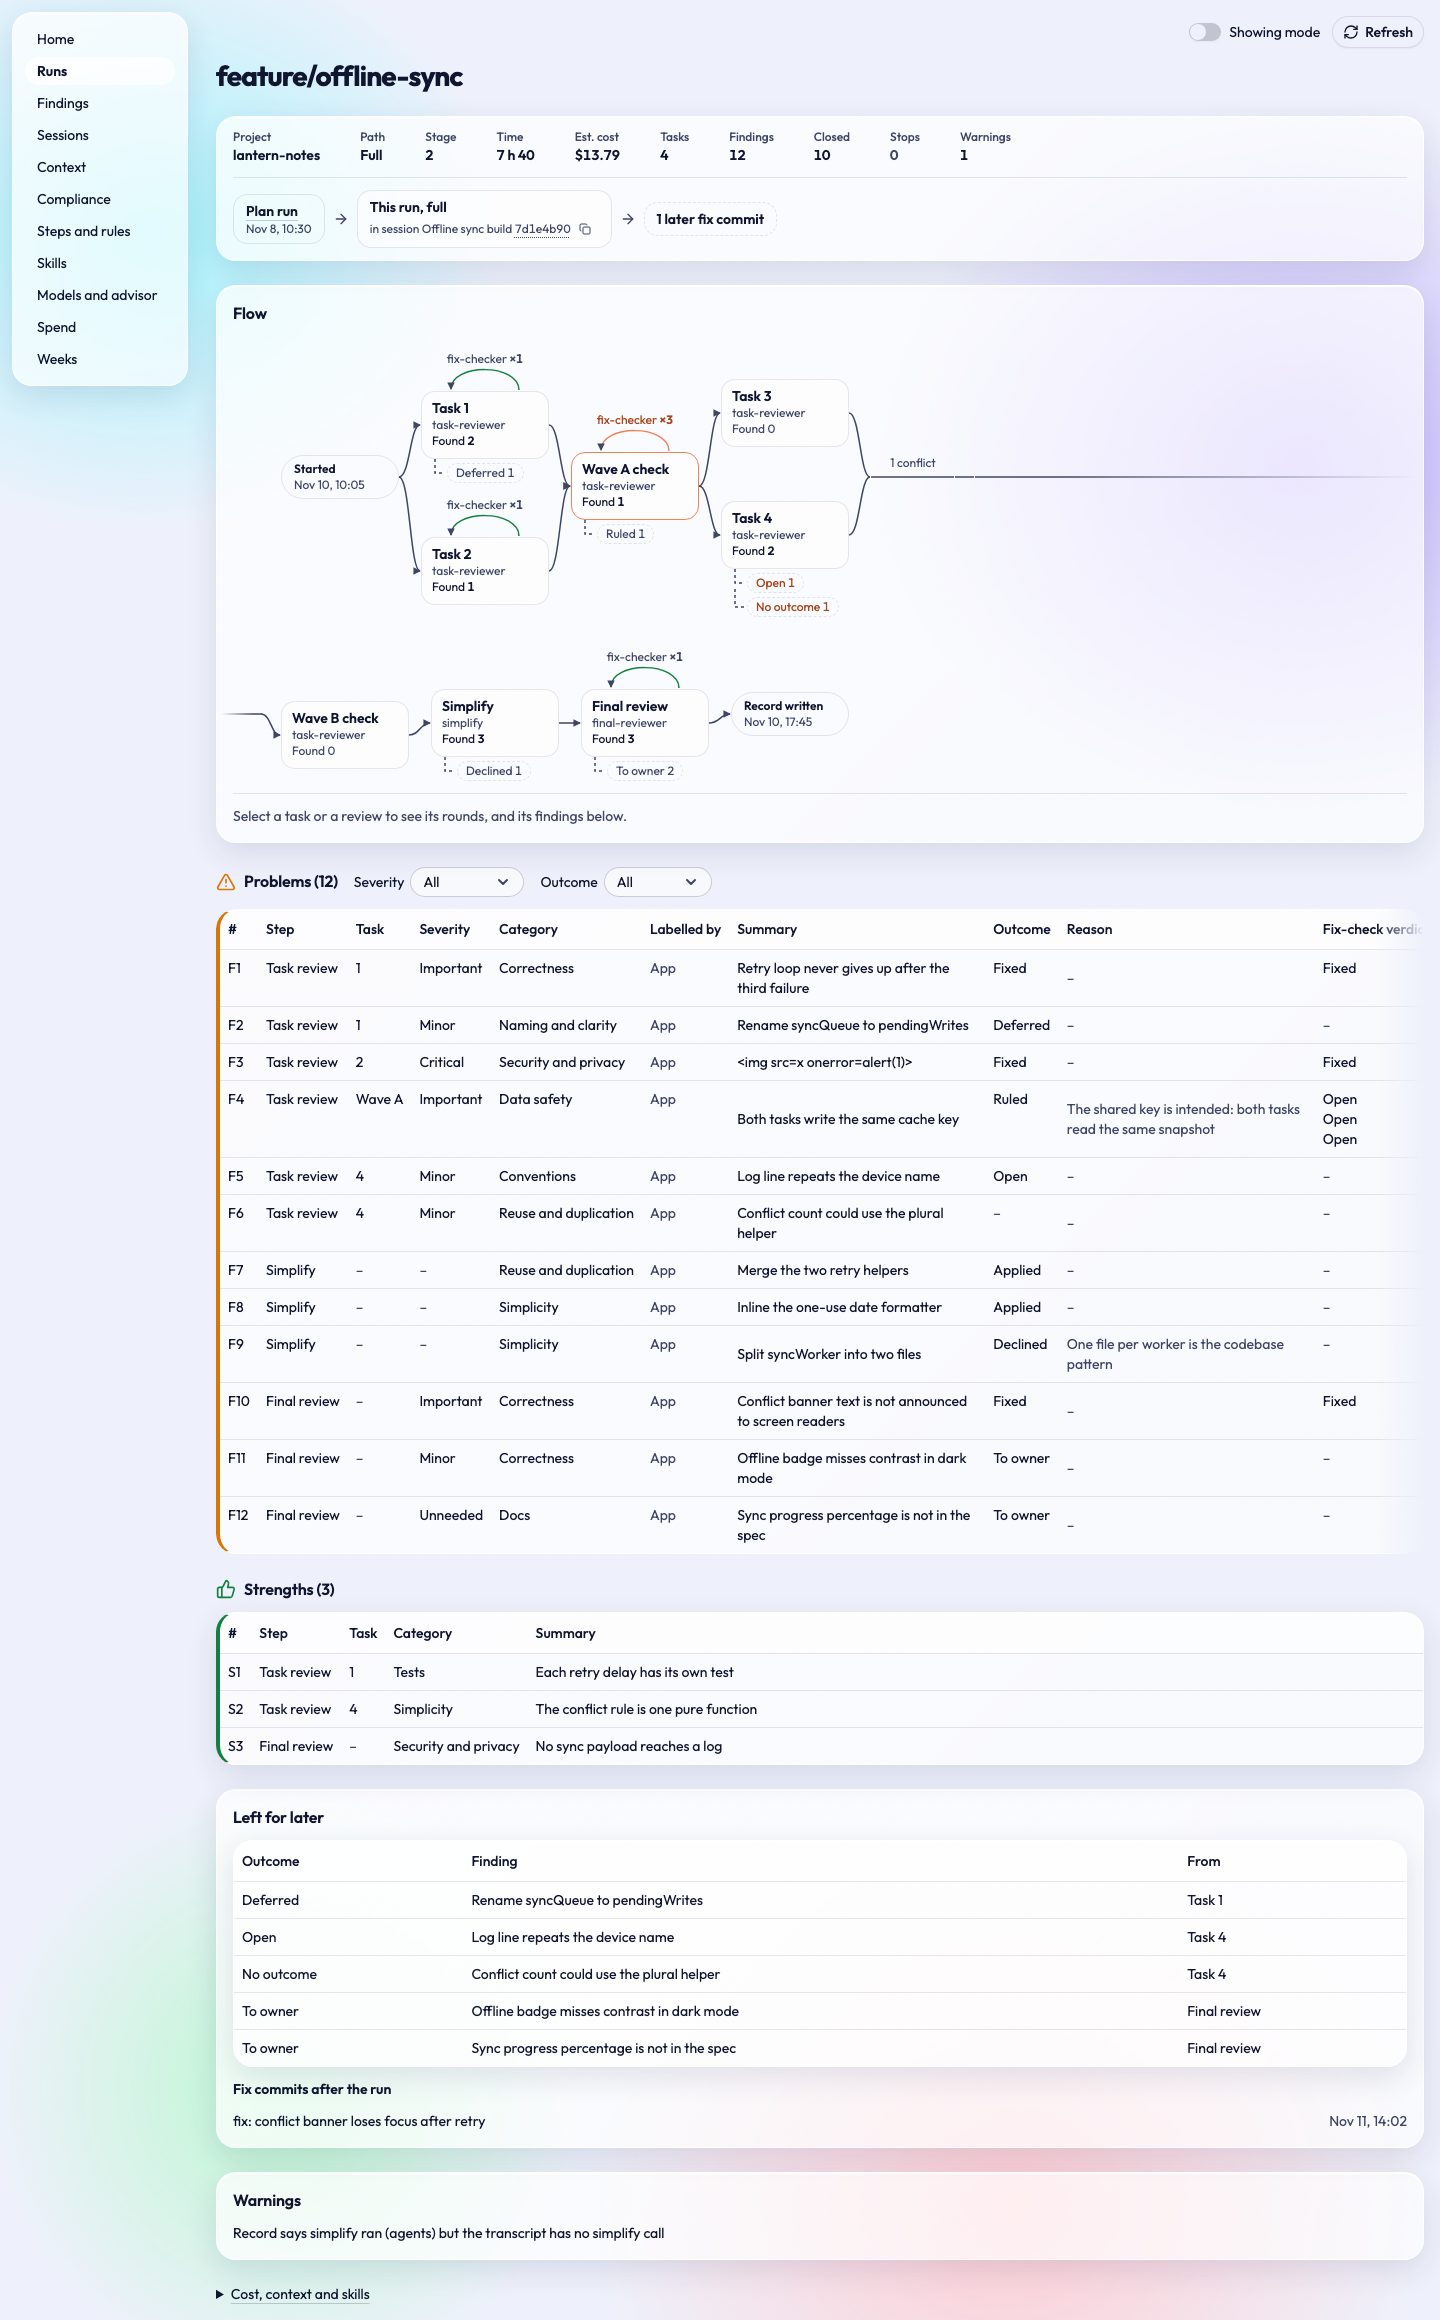 Home
Runs
Findings
Sessions
Context
Compliance
Steps and rules
Skills
Models and advisor
Spend
Weeks
Showing mode
Refresh
feature/offline-sync
Project Path Stage Time Est. cost Tasks Findings Closed Stops Warnings
lantern-notes Full 2 7 h 40 $13.79 4 12 10 0 1
Plan run
Nov 8, 10:30
This run, full
in session Offline sync build 7d1e4b90
1 later fix commit
Flow
Started
Nov 10, 10:05
fix-checker ×1
Task 1
task-reviewer
Found 2
Deferred 1
fix-checker ×1
Task 2
task-reviewer
Found 1
fix-checker ×3
Wave A check
task-reviewer
Found 1
Ruled 1
Task 3
task-reviewer
Found 0
Task 4
task-reviewer
Found 2
Open 1
No outcome 1
1 conflict
Wave B check
task-reviewer
Found 0
Simplify
simplify
Found 3
Declined 1
fix-checker ×1
Final review
final-reviewer
Found 3
To owner 2
Record written
Nov 10, 17:45
Select a task or a review to see its rounds, and its findings below.
Problems (12) Severity All Outcome All
# Step Task Severity Category Labelled by Summary Outcome Reason Fix-check
F1 Task review 1 Important Correctness App Retry loop never gives up after the third failure Fixed – Fixed
F2 Task review 1 Minor Naming and clarity App Rename syncQueue to pendingWrites Deferred – –
F3 Task review 2 Critical Security and privacy App <img src=x onerror=alert(1)> Fixed – Fixed
F4 Task review Wave A Important Data safety App Both tasks write the same cache key Ruled The shared key is intended: both tasks read the same snapshot Open Open Open
F5 Task review 4 Minor Conventions App Log line repeats the device name Open – –
F6 Task review 4 Minor Reuse and duplication App Conflict count could use the plural helper – – –
F7 Simplify – – Reuse and duplication App Merge the two retry helpers Applied – –
F8 Simplify – – Simplicity App Inline the one-use date formatter Applied – –
F9 Simplify – – Simplicity App Split syncWorker into two files Declined One file per worker is the codebase pattern –
F10 Final review – Important Correctness App Conflict banner text is not announced to screen readers Fixed – Fixed
F11 Final review – Minor Correctness App Offline badge misses contrast in dark mode To owner – –
F12 Final review – Unneeded Docs App Sync progress percentage is not in the spec To owner – –
Strengths (3)
# Step Task Category Summary
S1 Task review 1 Tests Each retry delay has its own test
S2 Task review 4 Simplicity The conflict rule is one pure function
S3 Final review – Security and privacy No sync payload reaches a log
Left for later
Outcome Finding From
Deferred Rename syncQueue to pendingWrites Task 1
Open Log line repeats the device name Task 4
No outcome Conflict count could use the plural helper Task 4
To owner Offline badge misses contrast in dark mode Final review
To owner Sync progress percentage is not in the spec Final review
Fix commits after the run
fix: conflict banner loses focus after retry Nov 11, 14:02
Warnings
Record says simplify ran (agents) but the transcript has no simplify call
Cost, context and skills